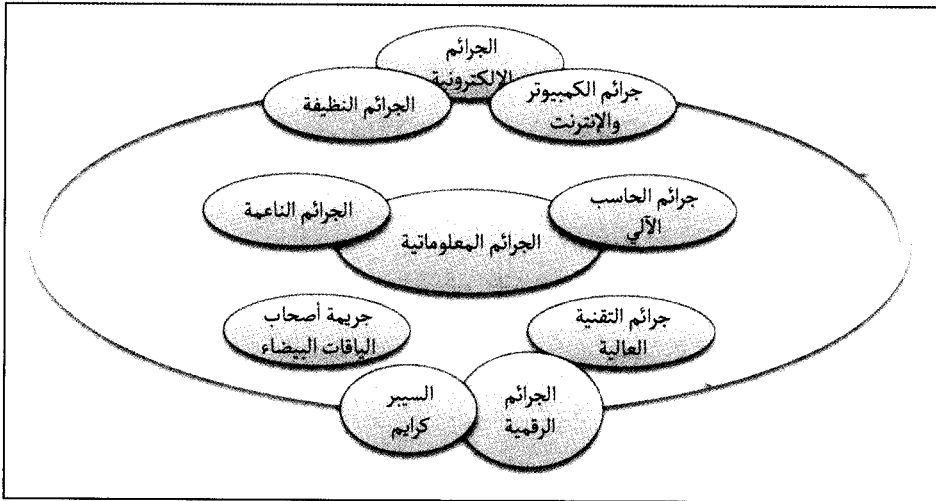 الجرائم
الإلكترونية
جرائم الكمبيوتر
والإنترنت
الجرائم النظيفة
جرائم الحاسب
الآلي
الجرائم الناعمة
الجرائم المعلوماتية
جرائم التقنية
العالية
جريمة أصحاب
الياقات البيضاء
الجرائم
الرقمية
السيبر
كرايم